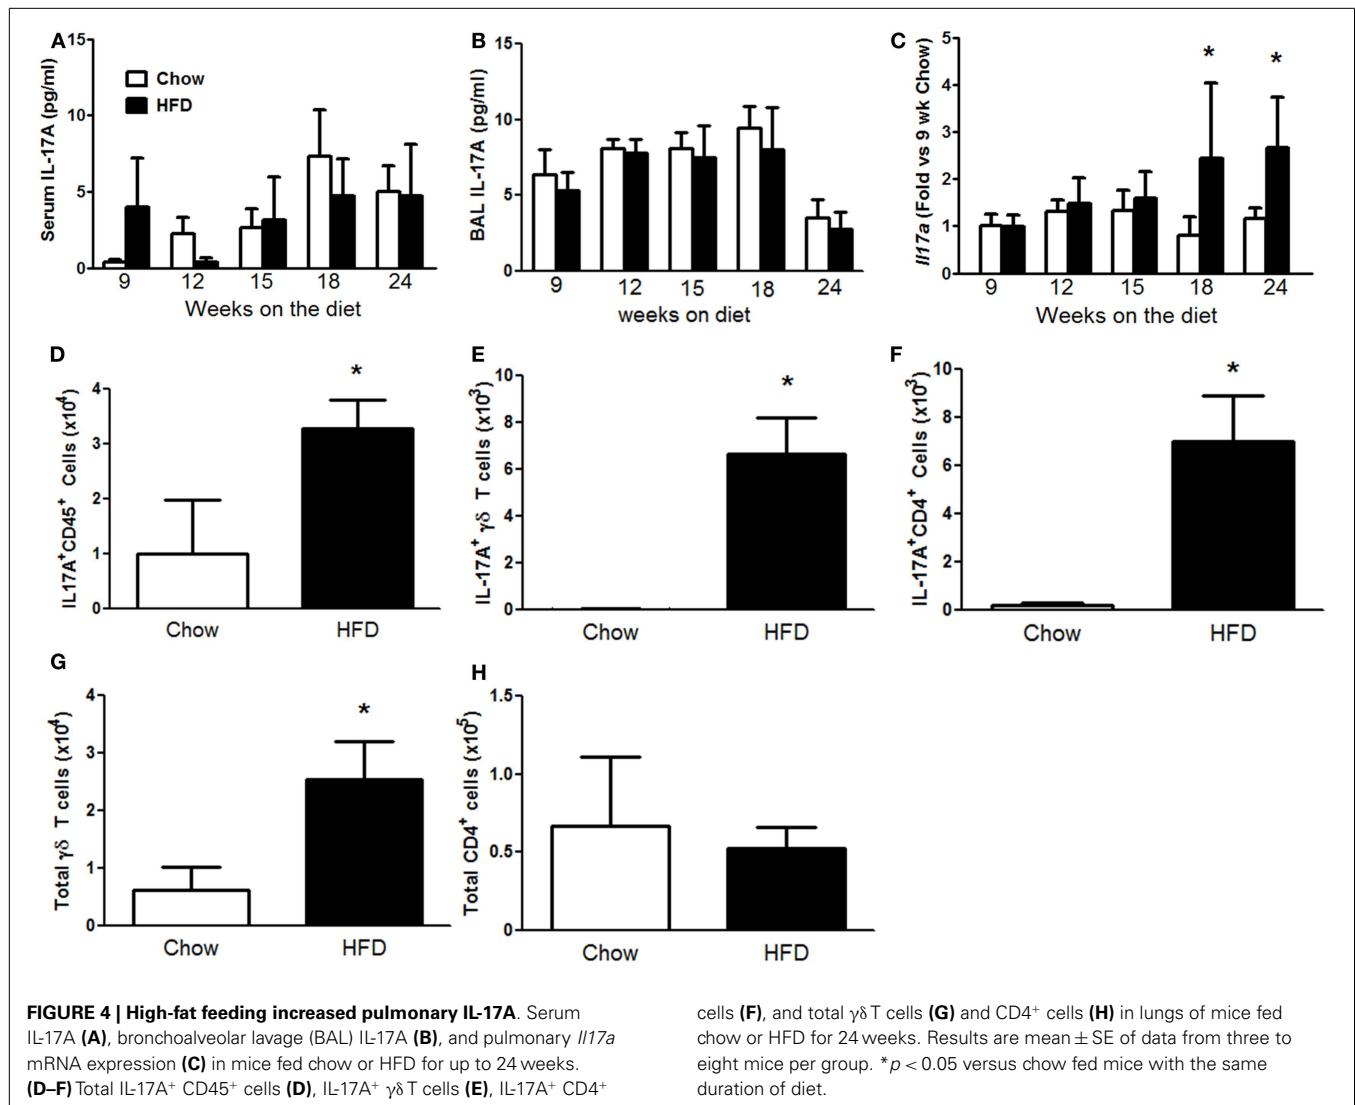 A
Serum IL-17A (pg/ml)
15
10
5
0
Chow
HFD
9 12 15 18 24
Weeks on the diet
B
BAL IL-17A (pg/ml)
15
10
5
0
9 12 15 18 24
weeks on diet
C
Il17a (Fold vs 9 wk Chow)
5
4
3
2
1
0
* *
9 12 15 18 24
Weeks on the diet
D
IL17A⁺CD45⁺ Cells (x10⁴)
4
3
2
1
0
*
Chow HFD
E
IL-17A⁺ γδ T cells (x10³)
10
8
6
4
2
0
*
Chow HFD
F
IL-17A⁺CD4⁺ Cells (x10³)
10
8
6
4
2
0
*
Chow HFD
G
Total γδ T cells (x10⁴)
4
3
2
1
0
*
Chow HFD
H
Total CD4⁺ cells (x10⁵)
1.5
1.0
0.5
0
Chow HFD
FIGURE 4 | High-fat feeding increased pulmonary IL-17A. Serum
IL-17A (A), bronchoalveolar lavage (BAL) IL-17A (B), and pulmonary Il17a
mRNA expression (C) in mice fed chow or HFD for up to 24 weeks.
(D–F) Total IL-17A⁺ CD45⁺ cells (D), IL-17A⁺ γδ T cells (E), IL-17A⁺ CD4⁺
cells (F), and total γδ T cells (G) and CD4⁺ cells (H) in lungs of mice fed
chow or HFD for 24 weeks. Results are mean ± SE of data from three to
eight mice per group. *p < 0.05 versus chow fed mice with the same
duration of diet.